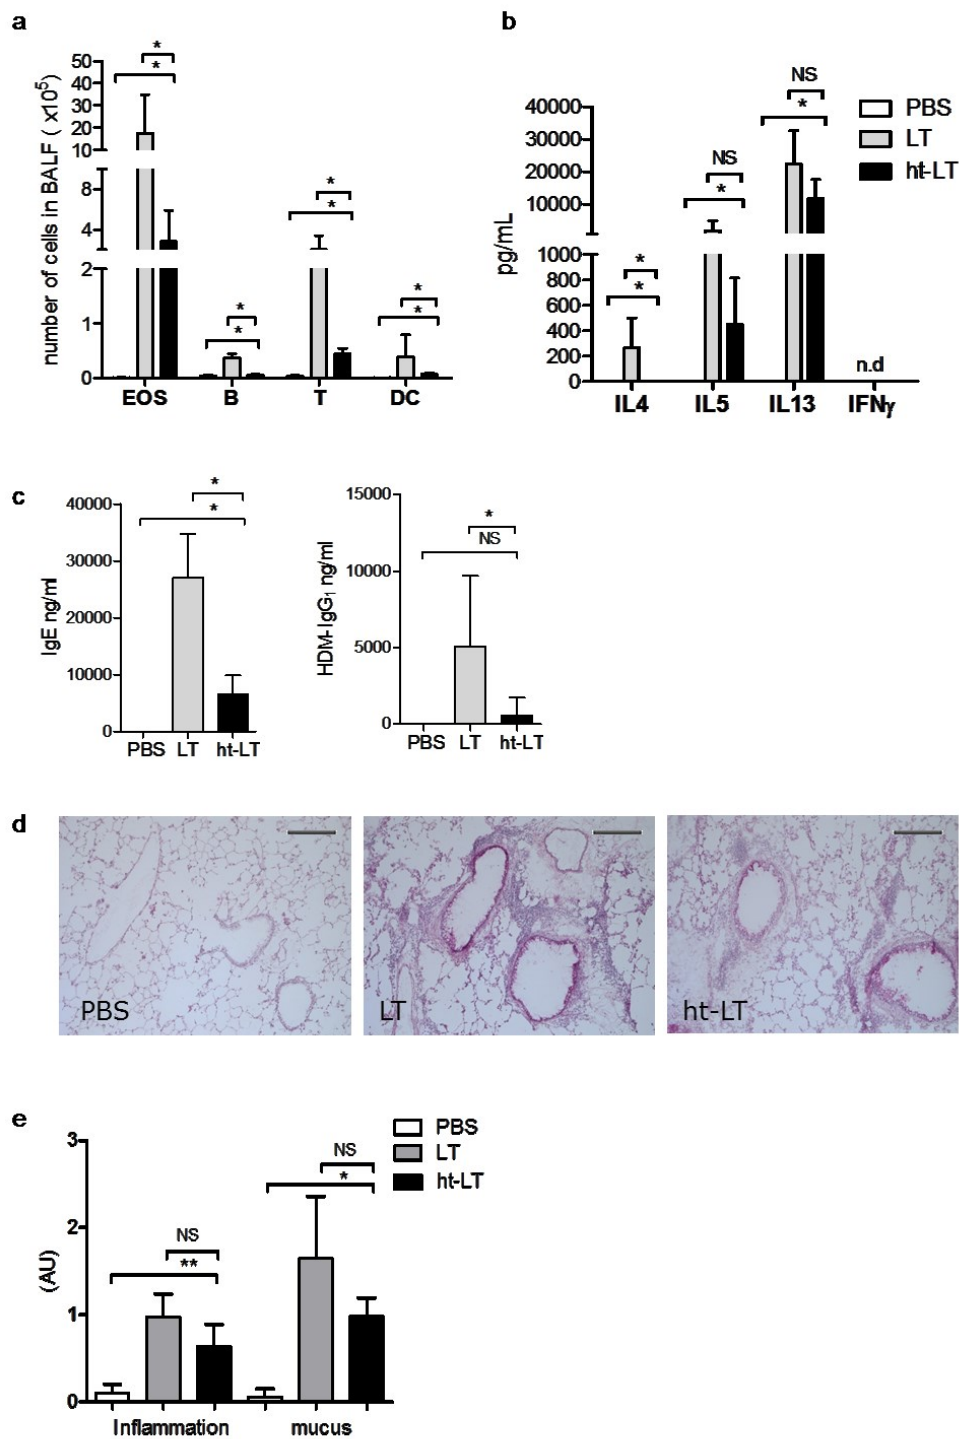 a
number of cells in BALF ( x10⁵)
50
40
30
20
10
8
4
2
1
0
*
*
*
*
*
*
*
*
EOS B T DC
b
pg/mL
40000
30000
20000
10000
1000
800
600
400
200
0
*
*
NS
*
NS
*
n.d
IL4 IL5 IL13 IFNγ
PBS
LT
ht-LT
c
IgE ng/ml
40000
30000
20000
10000
0
*
*
PBS LT ht-LT
HDM-IgG₁ ng/ml
15000
10000
5000
0
*
NS
PBS LT ht-LT
d
PBS
LT
ht-LT
e
(AU)
3
2
1
0
NS
**
NS
*
Inflammation mucus
PBS
LT
ht-LT